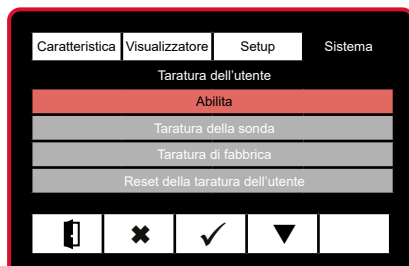 Caratteristica Visualizzatore Setup Sistema
Taratura dell'utente
Abilita
Taratura della sonda
Taratura di fabbrica
Reset della taratura dell'utente